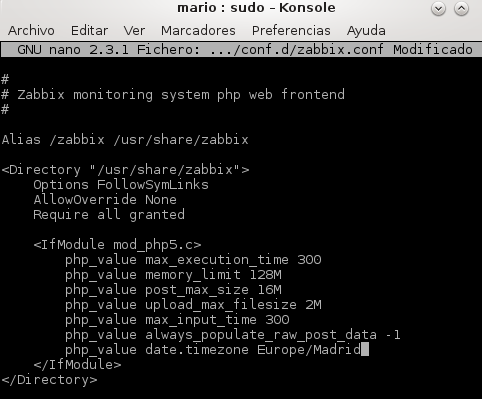 mario : sudo – Konsole
Archivo Editar Ver Marcadores Preferencias Ayuda
GNU nano 2.3.1 Fichero: .../conf.d/zabbix.conf Modificado
#
# Zabbix monitoring system php web frontend
#
Alias /zabbix /usr/share/zabbix
<Directory "/usr/share/zabbix">
    Options FollowSymLinks
    AllowOverride None
    Require all granted
    <IfModule mod_php5.c>
        php_value max_execution_time 300
        php_value memory_limit 128M
        php_value post_max_size 16M
        php_value upload_max_filesize 2M
        php_value max_input_time 300
        php_value always_populate_raw_post_data -1
        php_value date.timezone Europe/Madrid
    </IfModule>
</Directory>